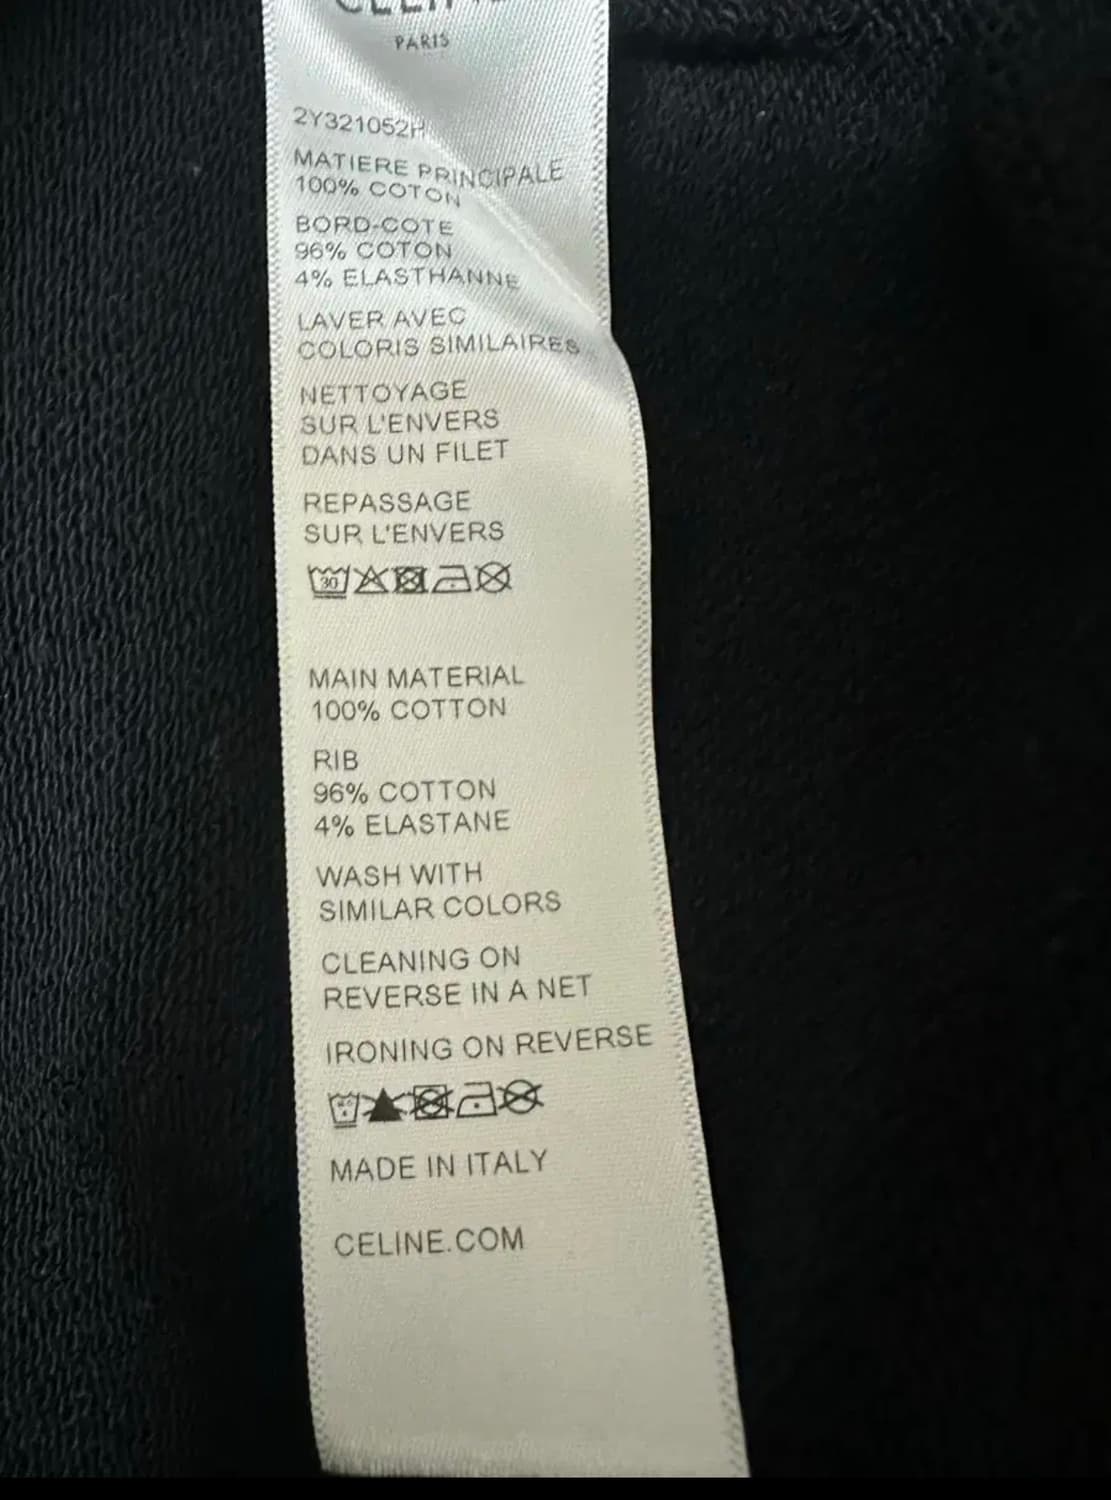 CELINE
PARIS
2Y321052H
MATIERE PRINCIPALE
100% COTON
BORD-COTE
96% COTON
4% ELASTHANNE
LAVER AVEC
COLORIS SIMILAIRES
NETTOYAGE
SUR L'ENVERS
DANS UN FILET
REPASSAGE
SUR L'ENVERS
30
MAIN MATERIAL
100% COTTON
RIB
96% COTTON
4% ELASTANE
WASH WITH
SIMILAR COLORS
CLEANING ON
REVERSE IN A NET
IRONING ON REVERSE
MADE IN ITALY
CELINE.COM